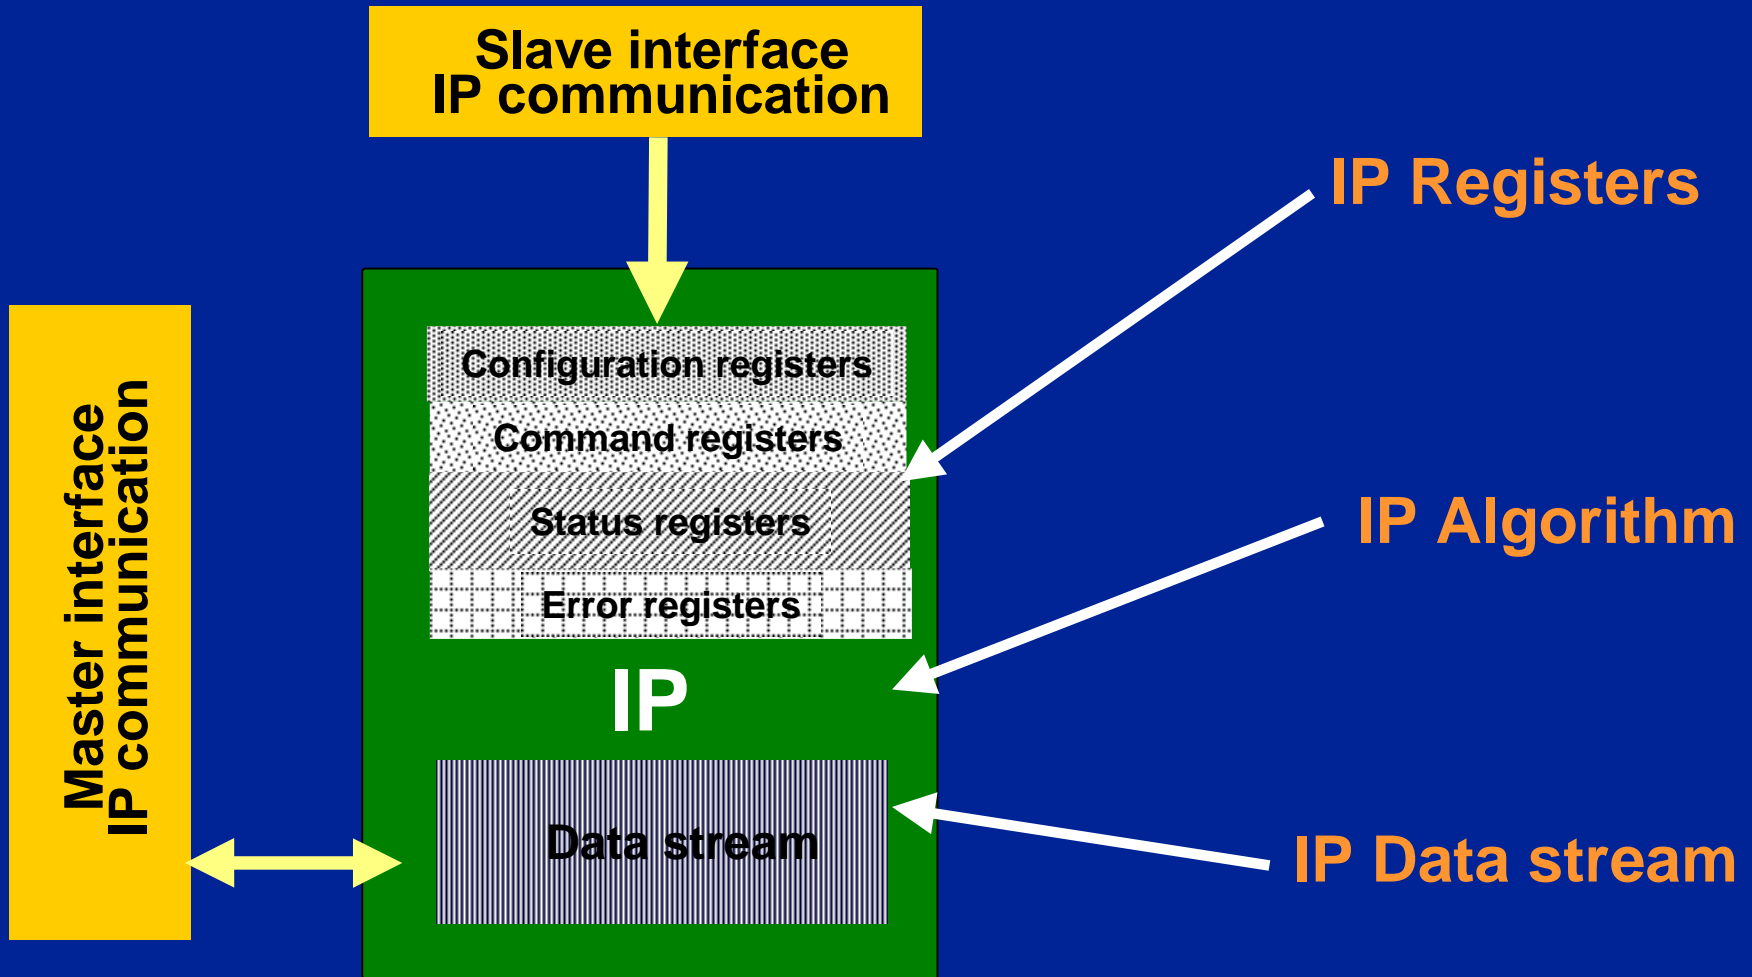 Slave interface
IP communication
IP Registers
Master interface
IP communication
Configuration registers
Command registers
Status registers
Error registers
IP Algorithm
IP
Data stream
IP Data stream